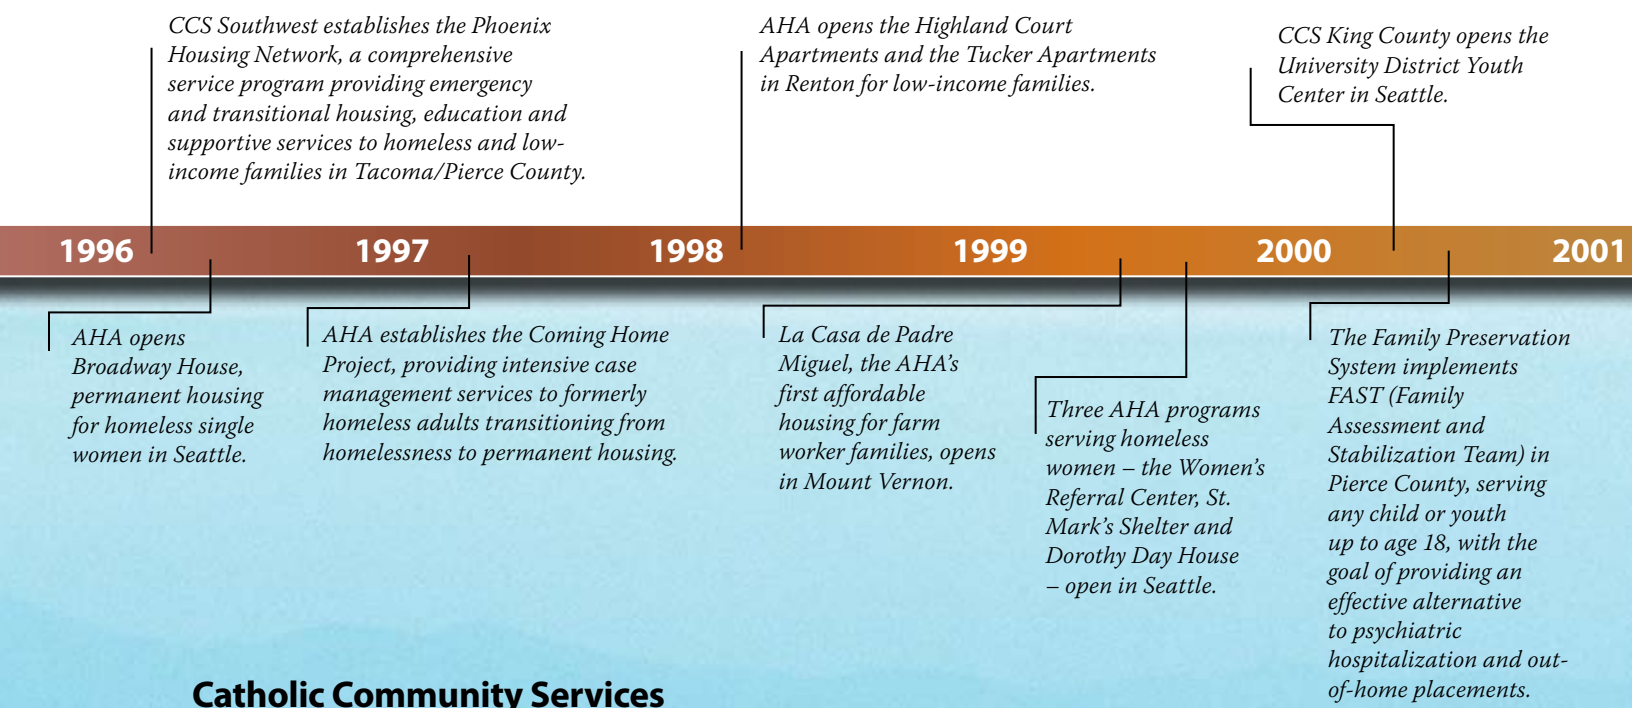 CCS Southwest establishes the Phoenix
Housing Network, a comprehensive
service program providing emergency
and transitional housing, education and
supportive services to homeless and low-
income families in Tacoma/Pierce County.
AHA opens the Highland Court
Apartments and the Tucker Apartments
in Renton for low-income families.
CCS King County opens the
University District Youth
Center in Seattle.
1996 1997 1998 1999 2000 2001
AHA opens
Broadway House,
permanent housing
for homeless single
women in Seattle.
AHA establishes the Coming Home
Project, providing intensive case
management services to formerly
homeless adults transitioning from
homelessness to permanent housing.
La Casa de Padre
Miguel, the AHA’s
first affordable
housing for farm
worker families, opens
in Mount Vernon.
Three AHA programs
serving homeless
women – the Women’s
Referral Center, St.
Mark’s Shelter and
Dorothy Day House
– open in Seattle.
The Family Preservation
System implements
FAST (Family
Assessment and
Stabilization Team) in
Pierce County, serving
any child or youth
up to age 18, with the
goal of providing an
effective alternative
to psychiatric
hospitalization and out-
of-home placements.
Catholic Community Services